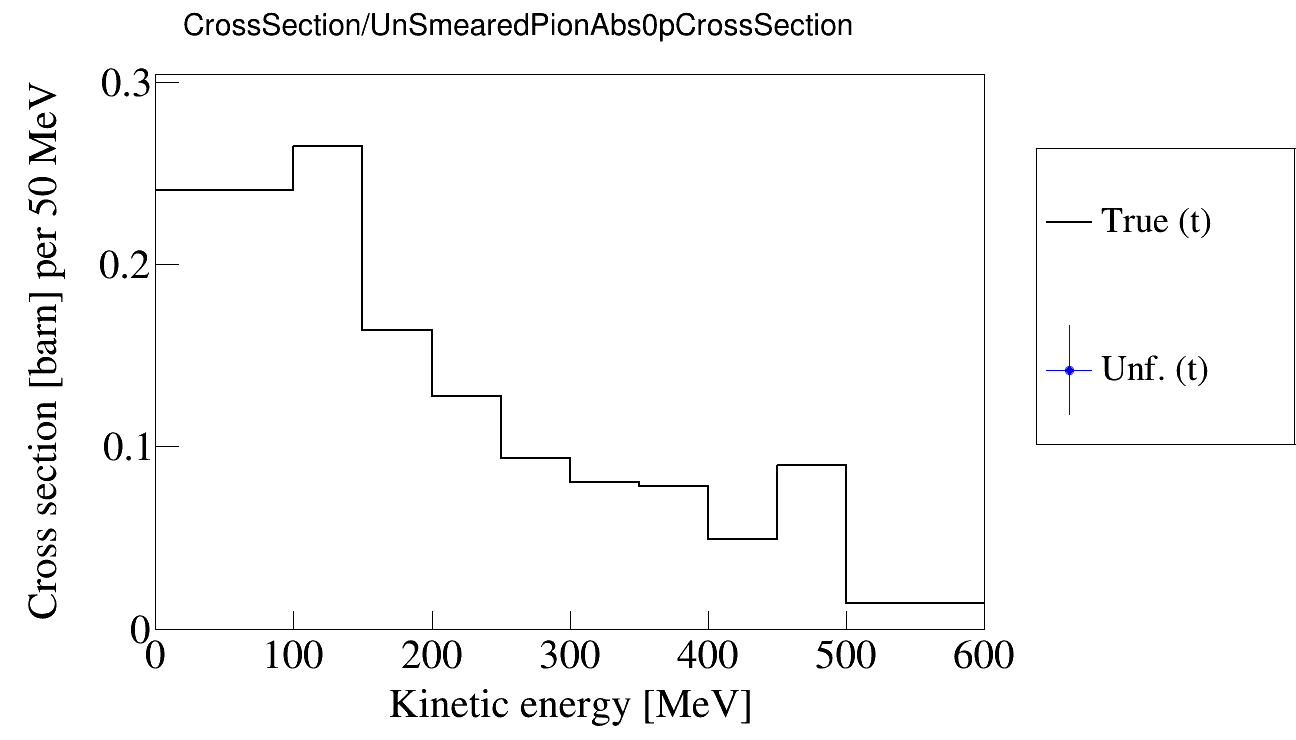 CrossSection/UnSmearedPionAbs0pCrossSection
Cross section [barn] per 50 MeV
0.3
0.2
0.1
0
0 100 200 300 400 500 600
Kinetic energy [MeV]
True (t)
Unf. (t)